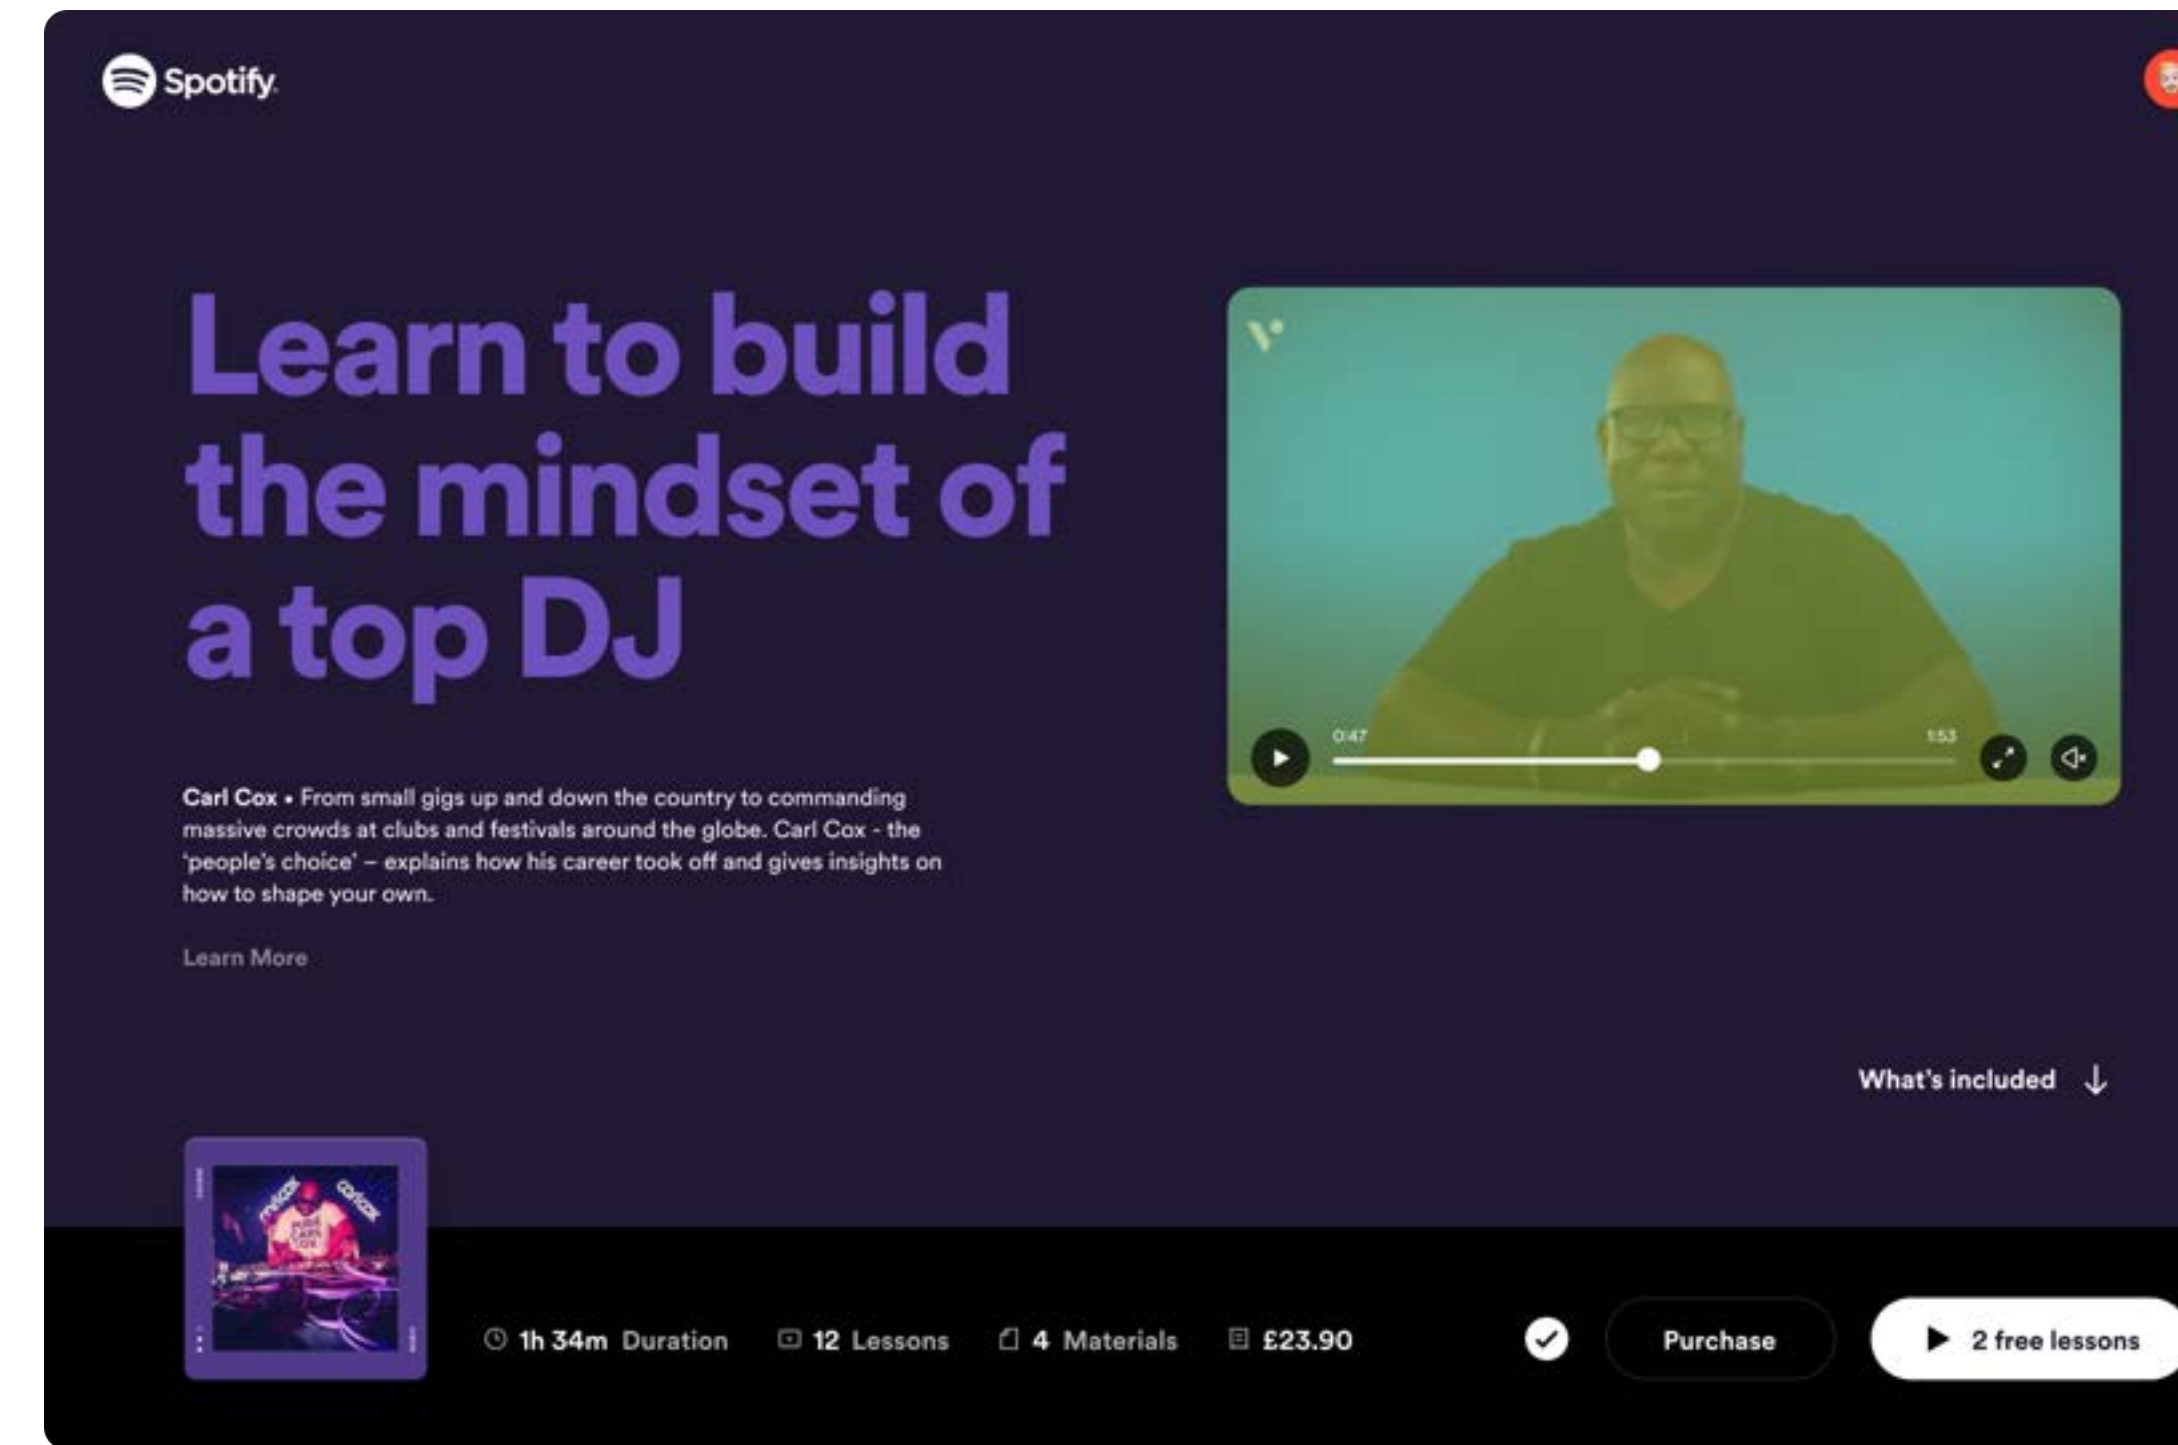 Spotify
Learn to build
the mindset of
a top DJ
0:47
1:53
Carl Cox • From small gigs up and down the country to commanding
massive crowds at clubs and festivals around the globe. Carl Cox - the
‘people’s choice’ – explains how his career took off and gives insights on
how to shape your own.
Learn More
What’s included
carlcox
1h 34m Duration
12 Lessons
4 Materials
£23.90
Purchase
2 free lessons